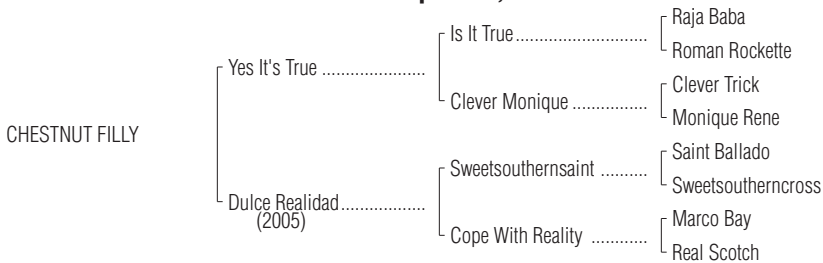 Raja Baba
Is It True............................
Roman Rockette
Yes It's True ......................
Clever Trick
Clever Monique ................
Monique Rene
CHESTNUT FILLY
Saint Ballado
Sweetsouthernsaint ..........
Sweetsoutherncross
Dulce Realidad..................
(2005)
Marco Bay
Cope With Reality ............
Real Scotch